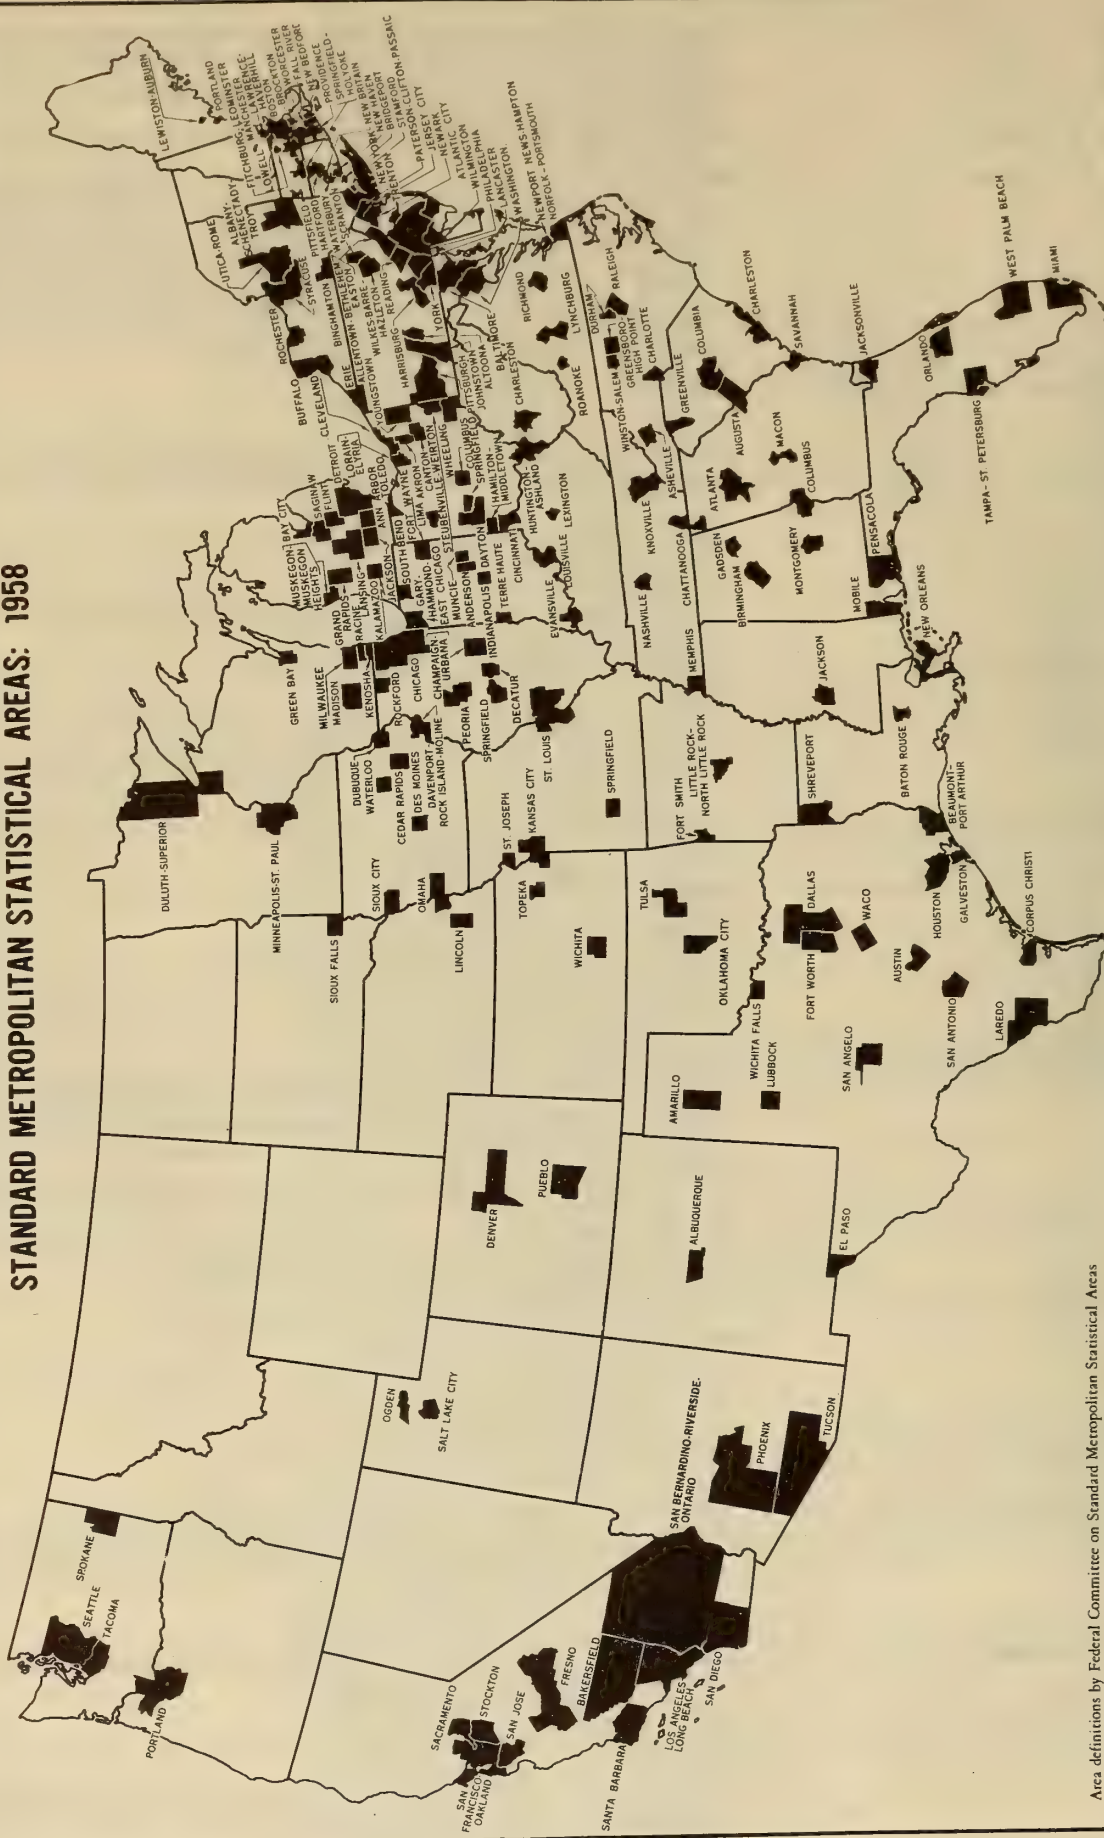 STANDARD METROPOLITAN STATISTICAL AREAS: 1958
SPOKANE
SEATTLE
TACOMA
PORTLAND
SACRAMENTO
STOCKTON
SAN JOSE
SAN
FRANCISCO-
OAKLAND
FRESNO
BAKERSFIELD
SANTA BARBARA
LOS ANGELES-
LONG BEACH
SAN DIEGO
SAN BERNARDINO-RIVERSIDE-
ONTARIO
PHOENIX
TUCSON
OGDEN
SALT LAKE CITY
DENVER
PUEBLO
ALBUQUERQUE
EL PASO
AMARILLO
LUBBOCK
WICHITA FALLS
SAN ANGELO
FORT WORTH
DALLAS
WACO
AUSTIN
SAN ANTONIO
LAREDO
HOUSTON
GALVESTON
CORPUS CHRISTI
BEAUMONT-
PORT ARTHUR
OKLAHOMA CITY
TULSA
WICHITA
TOPEKA
LINCOLN
OMAHA
SIOUX CITY
SIOUX FALLS
MINNEAPOLIS-ST. PAUL
DULUTH-SUPERIOR
ST. JOSEPH
KANSAS CITY
SPRINGFIELD
ST. LOUIS
FORT SMITH
LITTLE ROCK-
NORTH LITTLE ROCK
SHREVEPORT
BATON ROUGE
NEW ORLEANS
JACKSON
MEMPHIS
DUBUQUE
WATERLOO
CEDAR RAPIDS
DES MOINES
DAVENPORT-
ROCK ISLAND-MOLINE
GREEN BAY
MILWAUKEE
MADISON
KENOSHA
RACINE
ROCKFORD
CHICAGO
CHAMPAIGN-
URBANA
PEORIA
SPRINGFIELD
DECATUR
MUSKEGON-
MUSKEGON
HEIGHTS
GRAND
RAPIDS
LANSING
KALAMAZOO
JACKSON
BAY CITY
SAGINAW
FLINT
DETROIT
ANN ARBOR
TOLEDO
LORAIN-
ELYRIA
CLEVELAND
SOUTH BEND
GARY-
HAMMOND-
EAST CHICAGO
FORT WAYNE
LIMA
AKRON
CANTON
STEUBENVILLE-WEIRTON
WHEELING
MUNCIE
ANDERSON
INDIANAPOLIS
TERRE HAUTE
EVANSVILLE
DAYTON
CINCINNATI
HAMILTON-
MIDDLETOWN
SPRINGFIELD
COLUMBUS
LOUISVILLE
LEXINGTON
HUNTINGTON-
ASHLAND
CHARLESTON
NASHVILLE
KNOXVILLE
CHATTANOOGA
ASHEVILLE
GADSDEN
BIRMINGHAM
MONTGOMERY
MOBILE
PENSACOLA
ATLANTA
MACON
COLUMBUS
AUGUSTA
SAVANNAH
JACKSONVILLE
ORLANDO
TAMPA-ST. PETERSBURG
WEST PALM BEACH
MIAMI
GREENVILLE
COLUMBIA
CHARLESTON
CHARLOTTE
WINSTON-SALEM
GREENSBORO-
HIGH POINT
DURHAM
RALEIGH
ROANOKE
LYNCHBURG
RICHMOND
NEWPORT NEWS-HAMPTON
NORFOLK-PORTSMOUTH
WASHINGTON
BALTIMORE
PITTSBURGH
JOHNSTOWN
ALTOONA
YOUNGSTOWN
ERIE
BUFFALO
ROCHESTER
SYRACUSE
UTICA-ROME
ALBANY-
SCHENECTADY-
TROY
BINGHAMTON
SCRANTON
WILKES-BARRE-
HAZLETON
ALLENTOWN-BETHLEHEM-
EASTON
READING
HARRISBURG
YORK
LANCASTER
PHILADELPHIA
WILMINGTON
ATLANTIC CITY
TRENTON
NEWARK
JERSEY CITY
PATERSON-CLIFTON-PASSAIC
NEW YORK
STAMFORD
BRIDGEPORT
NEW HAVEN
NEW BRITAIN
WATERBURY
HARTFORD
PITTSFIELD
SPRINGFIELD-
HOLYOKE
PROVIDENCE
NEW BEDFORD
FALL RIVER
WORCESTER
BROCKTON
BOSTON
LOWELL
LAWRENCE-
HAVERHILL
MANCHESTER
FITCHBURG-LEOMINSTER
PORTLAND
LEWISTON-AUBURN
Area definitions by Federal Committee on Standard Metropolitan Statistical Areas